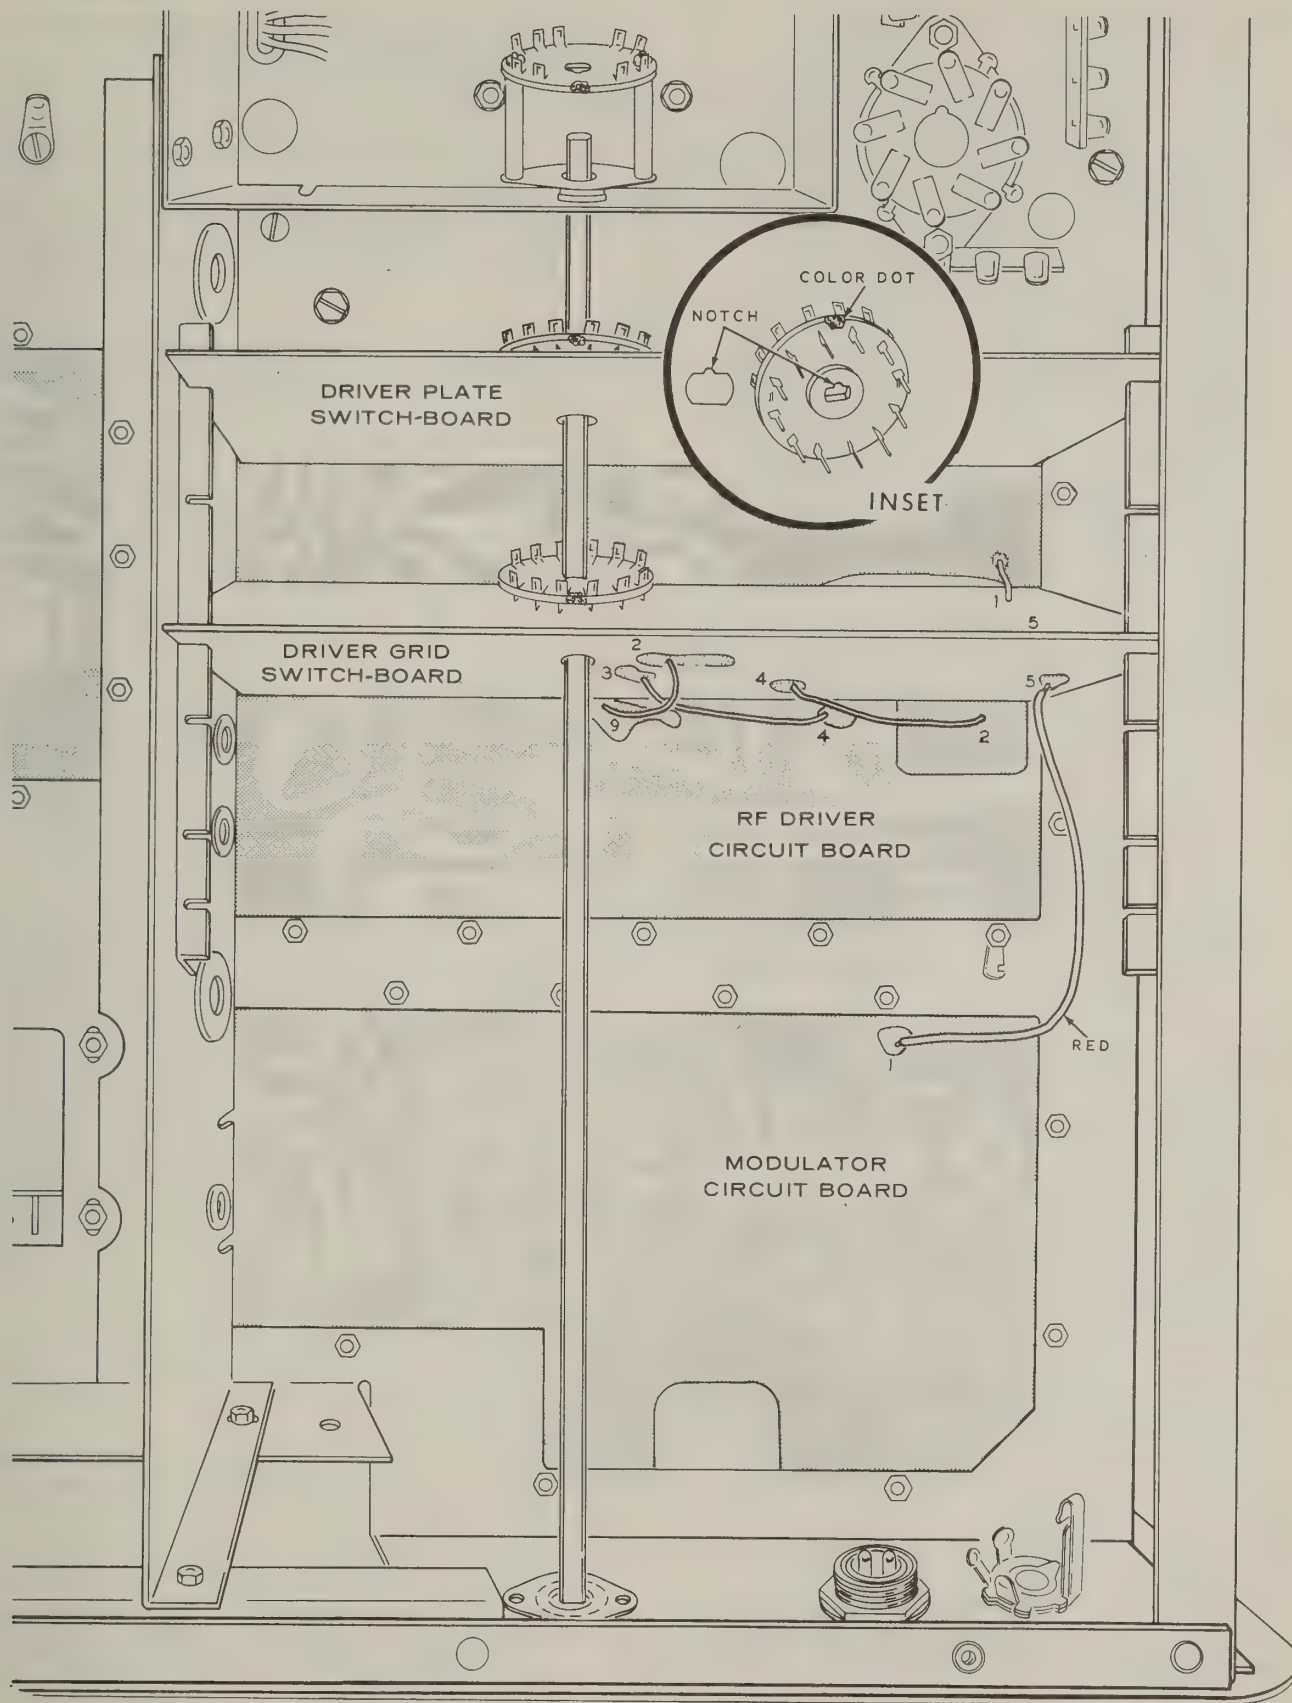 COLOR DOT
NOTCH
INSET
DRIVER PLATE
SWITCH-BOARD
1
5
DRIVER GRID
SWITCH-BOARD
2
3
4
5
9
4
2
RF DRIVER
CIRCUIT BOARD
RED
1
MODULATOR
CIRCUIT BOARD